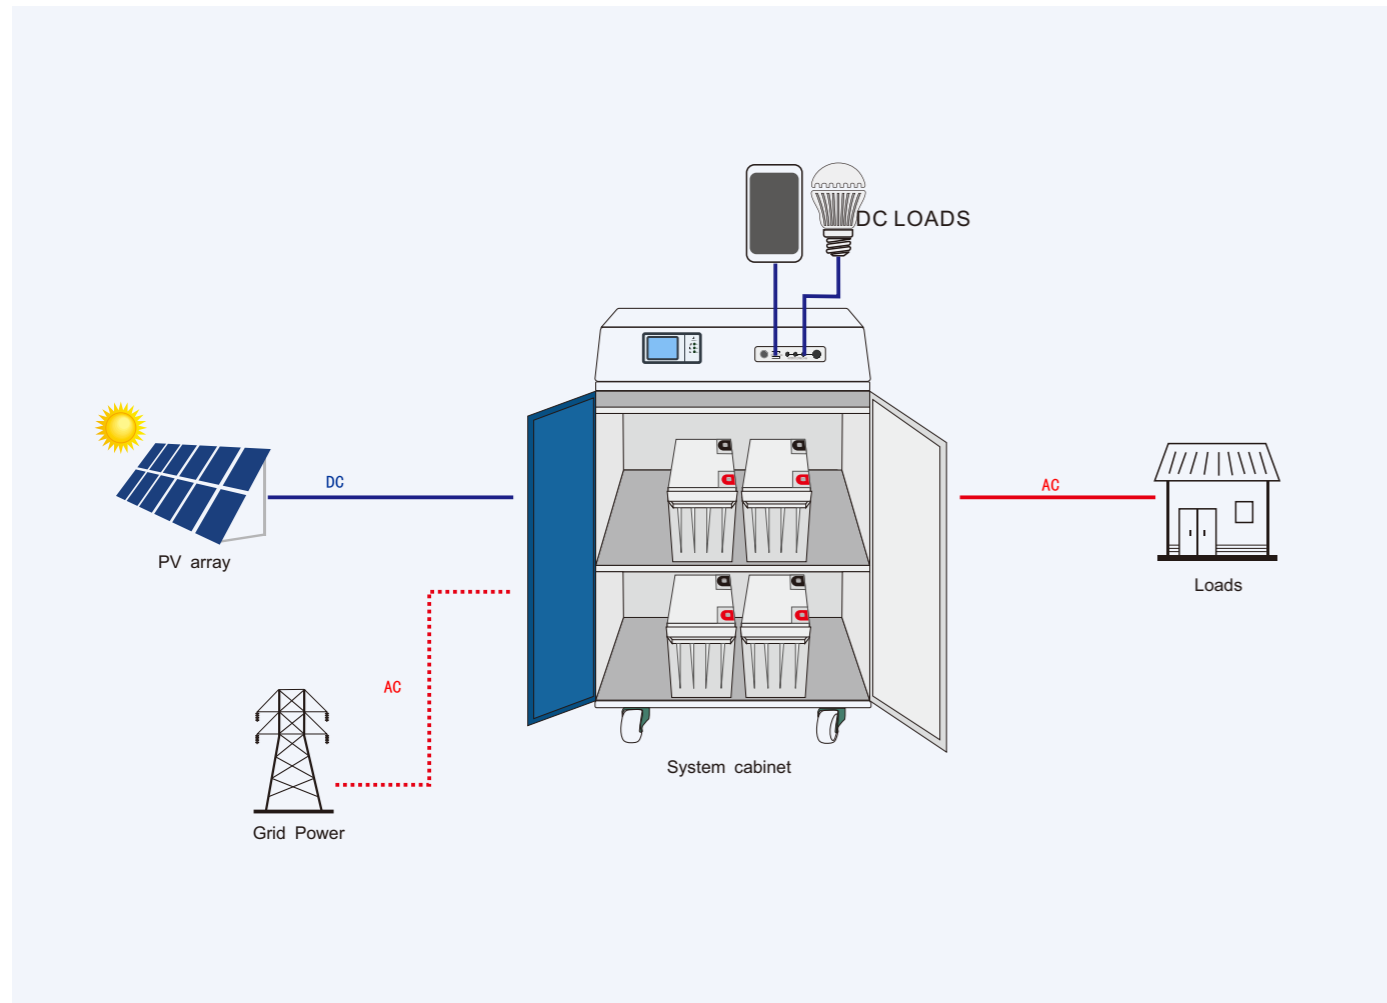 DC LOADS
DC
AC
PV array
Loads
AC
System cabinet
Grid Power